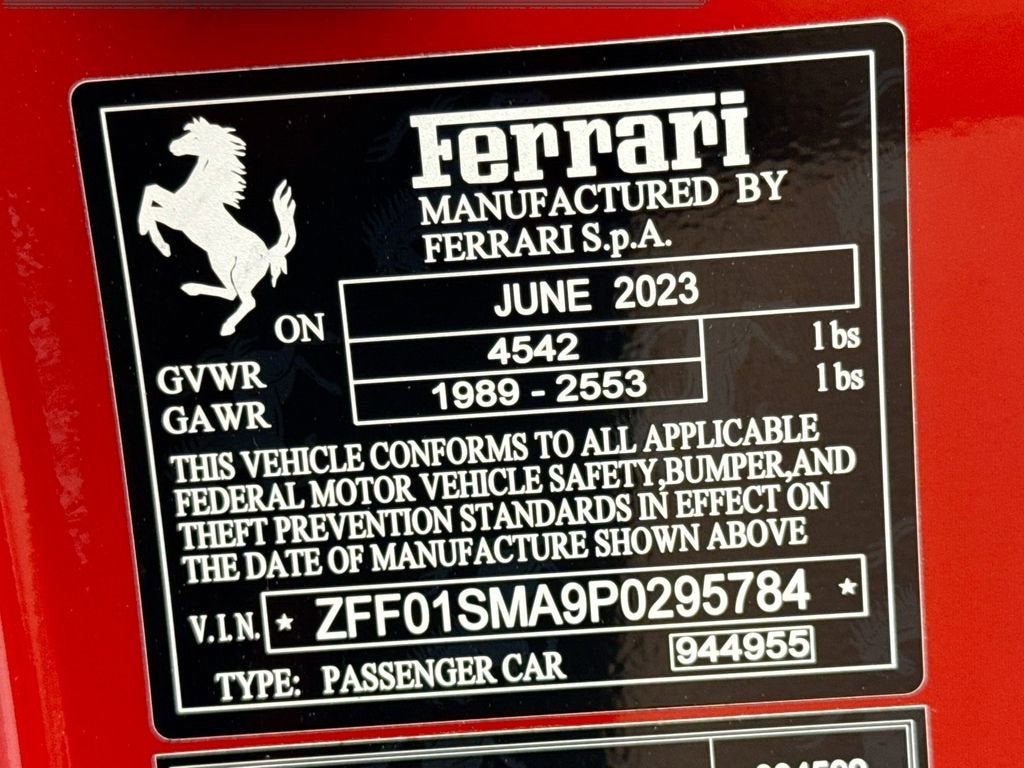 Ferrari
MANUFACTURED BY
FERRARI S.p.A.
ON JUNE 2023
GVWR 4542 lbs
GAWR 1989 - 2553 lbs
THIS VEHICLE CONFORMS TO ALL APPLICABLE
FEDERAL MOTOR VEHICLE SAFETY,BUMPER,AND
THEFT PREVENTION STANDARDS IN EFFECT ON
THE DATE OF MANUFACTURE SHOWN ABOVE
V.I.N. * ZFF01SMA9P0295784 *
TYPE: PASSENGER CAR 944955